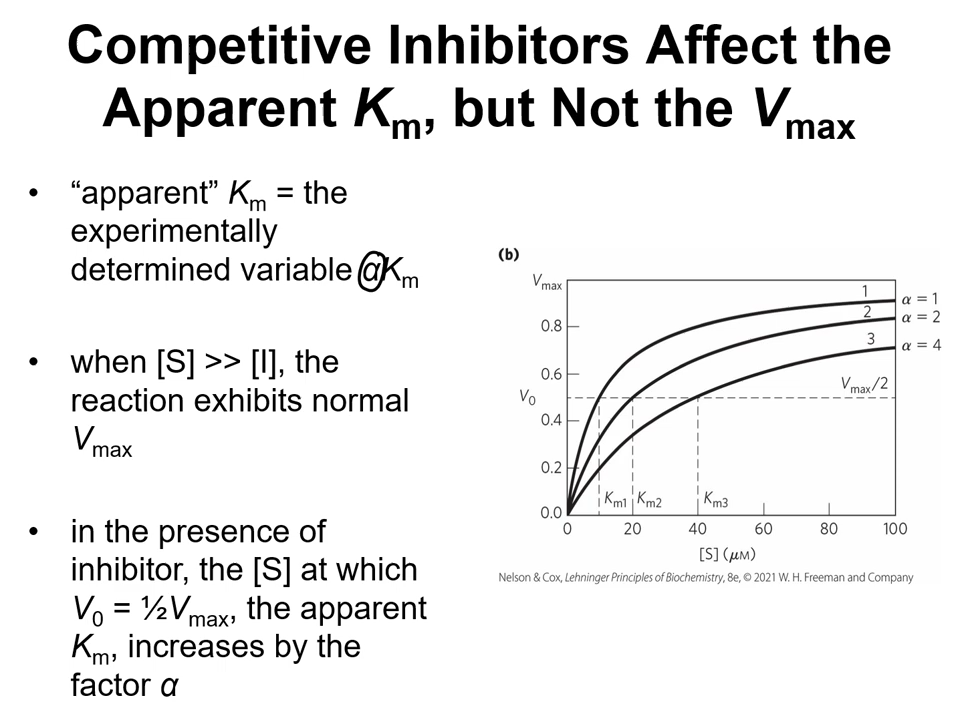 Competitive Inhibitors Affect the
Apparent Km, but Not the Vmax
• “apparent” Km = the
experimentally
determined variable αKm
• when [S] >> [I], the
reaction exhibits normal
Vmax
• in the presence of
inhibitor, the [S] at which
V0 = ½Vmax, the apparent
Km, increases by the
factor α
(b)
Vmax
0.8
0.6
V0
0.4
0.2
0.0
1
2
3
α = 1
α = 2
α = 4
Vmax/2
Km1
Km2
Km3
0 20 40 60 80 100
[S] (μM)
Nelson & Cox, Lehninger Principles of Biochemistry, 8e, © 2021 W. H. Freeman and Company